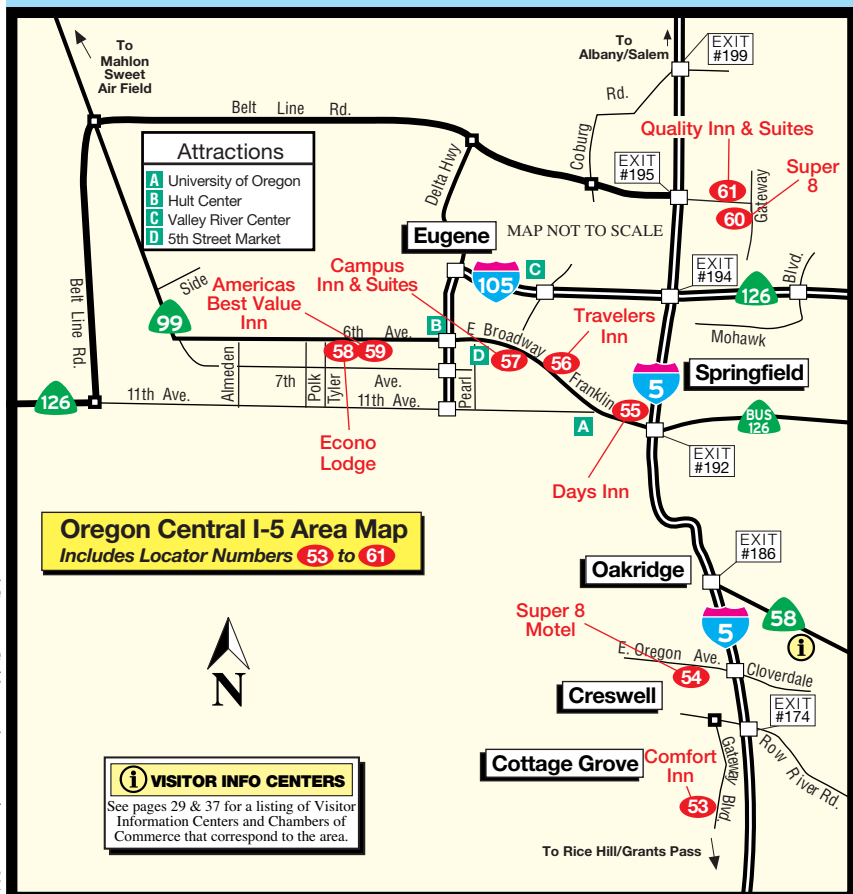 To
Mahlon
Sweet
Air Field
To
Albany/Salem
EXIT
#199
Belt Line Rd.
Coburg Rd.
Delta Hwy
Quality Inn & Suites
EXIT
#195
Super
8
61
60
Gateway
Attractions
A University of Oregon
B Hult Center
C Valley River Center
D 5th Street Market
Eugene
MAP NOT TO SCALE
Side
Americas
Best Value
Inn
Campus
Inn & Suites
105
C
EXIT
#194
126
Blvd.
Mohawk
Travelers
Inn
Belt Line Rd.
99
6th Ave.
B
E Broadway
58
59
D
57
56
Franklin
5
Springfield
Almeden
7th Ave.
Polk
Tyler
Pearl
126
11th Ave.
11th Ave.
55
A
BUS
126
EXIT
#192
Econo
Lodge
Days Inn
Oregon Central I-5 Area Map
Includes Locator Numbers 53 to 61
EXIT
#186
Oakridge
58
i
Super 8
Motel
5
E. Oregon Ave.
Cloverdale
54
N
Creswell
EXIT
#174
Gateway Blvd.
Row River Rd.
Cottage Grove
Comfort
Inn
53
i VISITOR INFO CENTERS
See pages 29 & 37 for a listing of Visitor
Information Centers and Chambers of
Commerce that correspond to the area.
To Rice Hill/Grants Pass